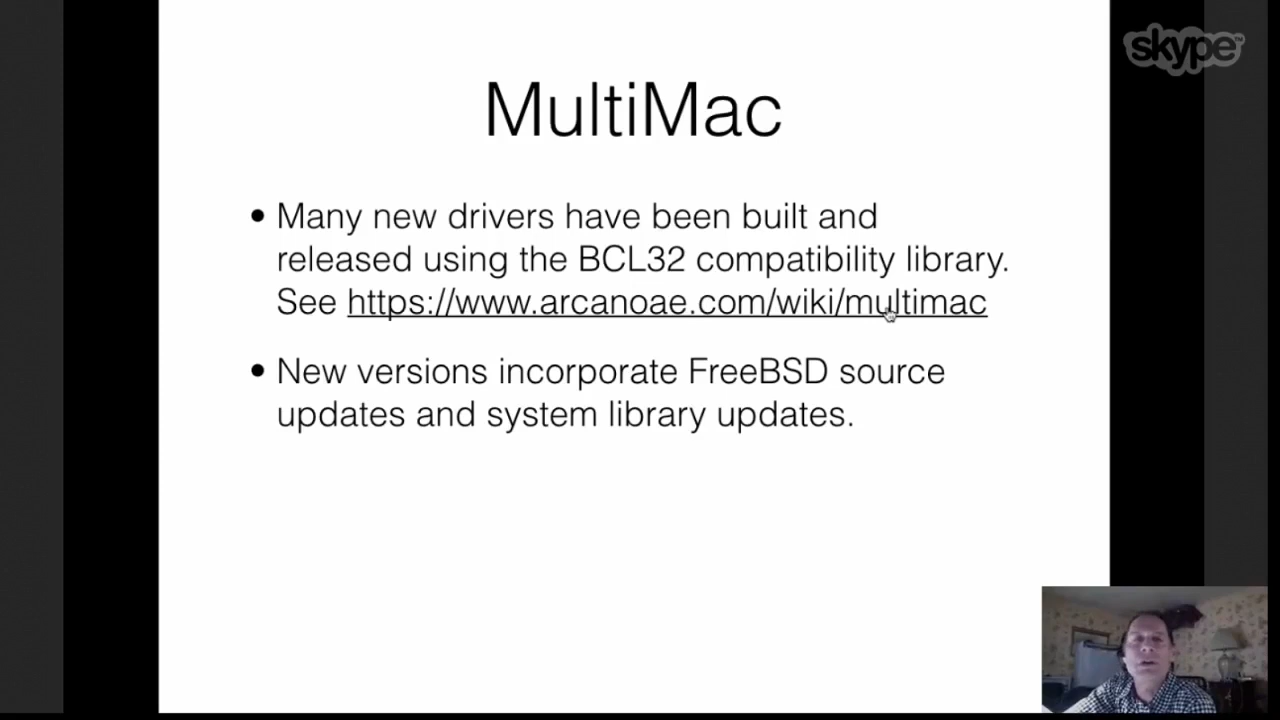 skype™
MultiMac
• Many new drivers have been built and
released using the BCL32 compatibility library.
See https://www.arcanoae.com/wiki/multimac
• New versions incorporate FreeBSD source
updates and system library updates.